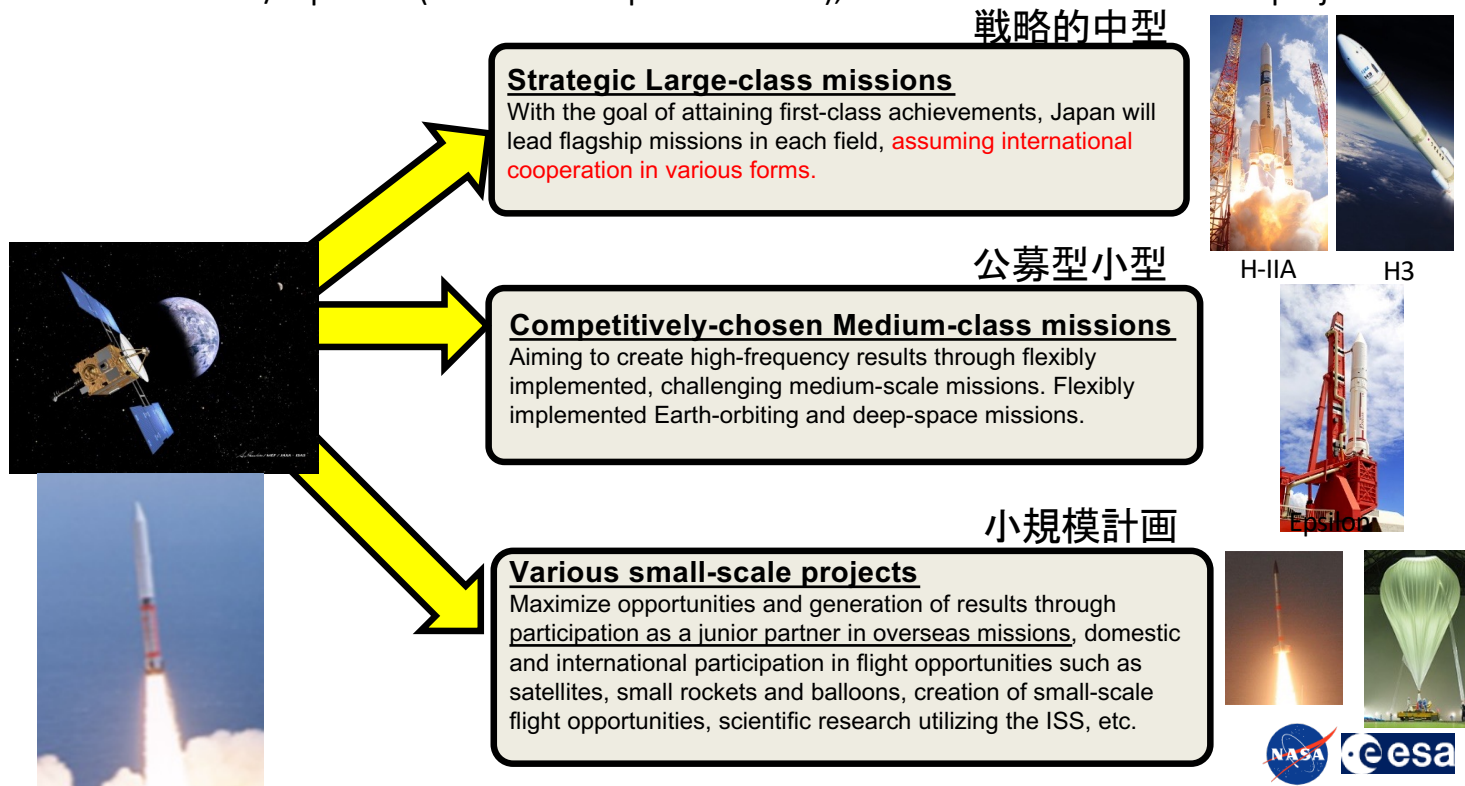 戦略的中型
Strategic Large-class missions
With the goal of attaining first-class achievements, Japan will
lead flagship missions in each field, assuming international
cooperation in various forms.
H-IIA
H3
公募型小型
Competitively-chosen Medium-class missions
Aiming to create high-frequency results through flexibly
implemented, challenging medium-scale missions. Flexibly
implemented Earth-orbiting and deep-space missions.
Epsilon
小規模計画
Various small-scale projects
Maximize opportunities and generation of results through
participation as a junior partner in overseas missions, domestic
and international participation in flight opportunities such as
satellites, small rockets and balloons, creation of small-scale
flight opportunities, scientific research utilizing the ISS, etc.
NASA
esa